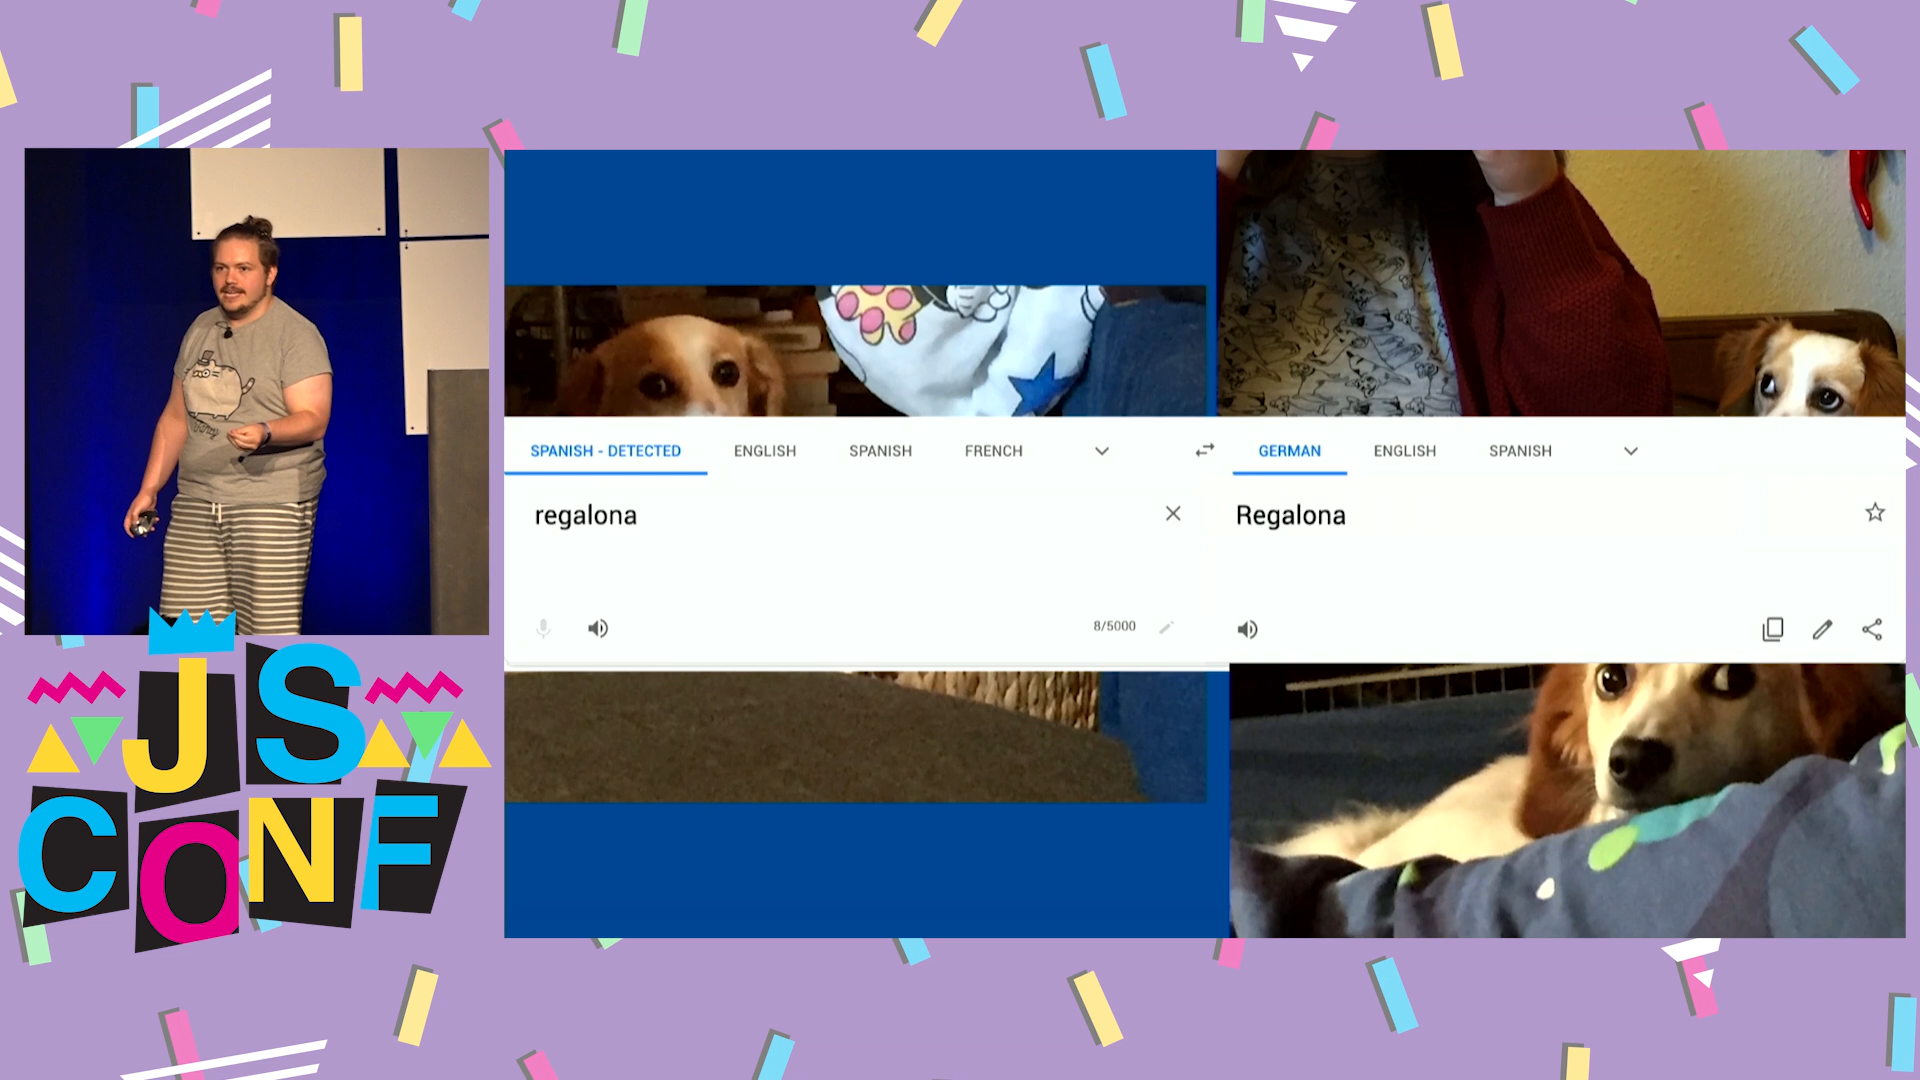 SPANISH - DETECTED ENGLISH SPANISH FRENCH
GERMAN ENGLISH SPANISH
regalona
Regalona
8/5000
JS
CONF